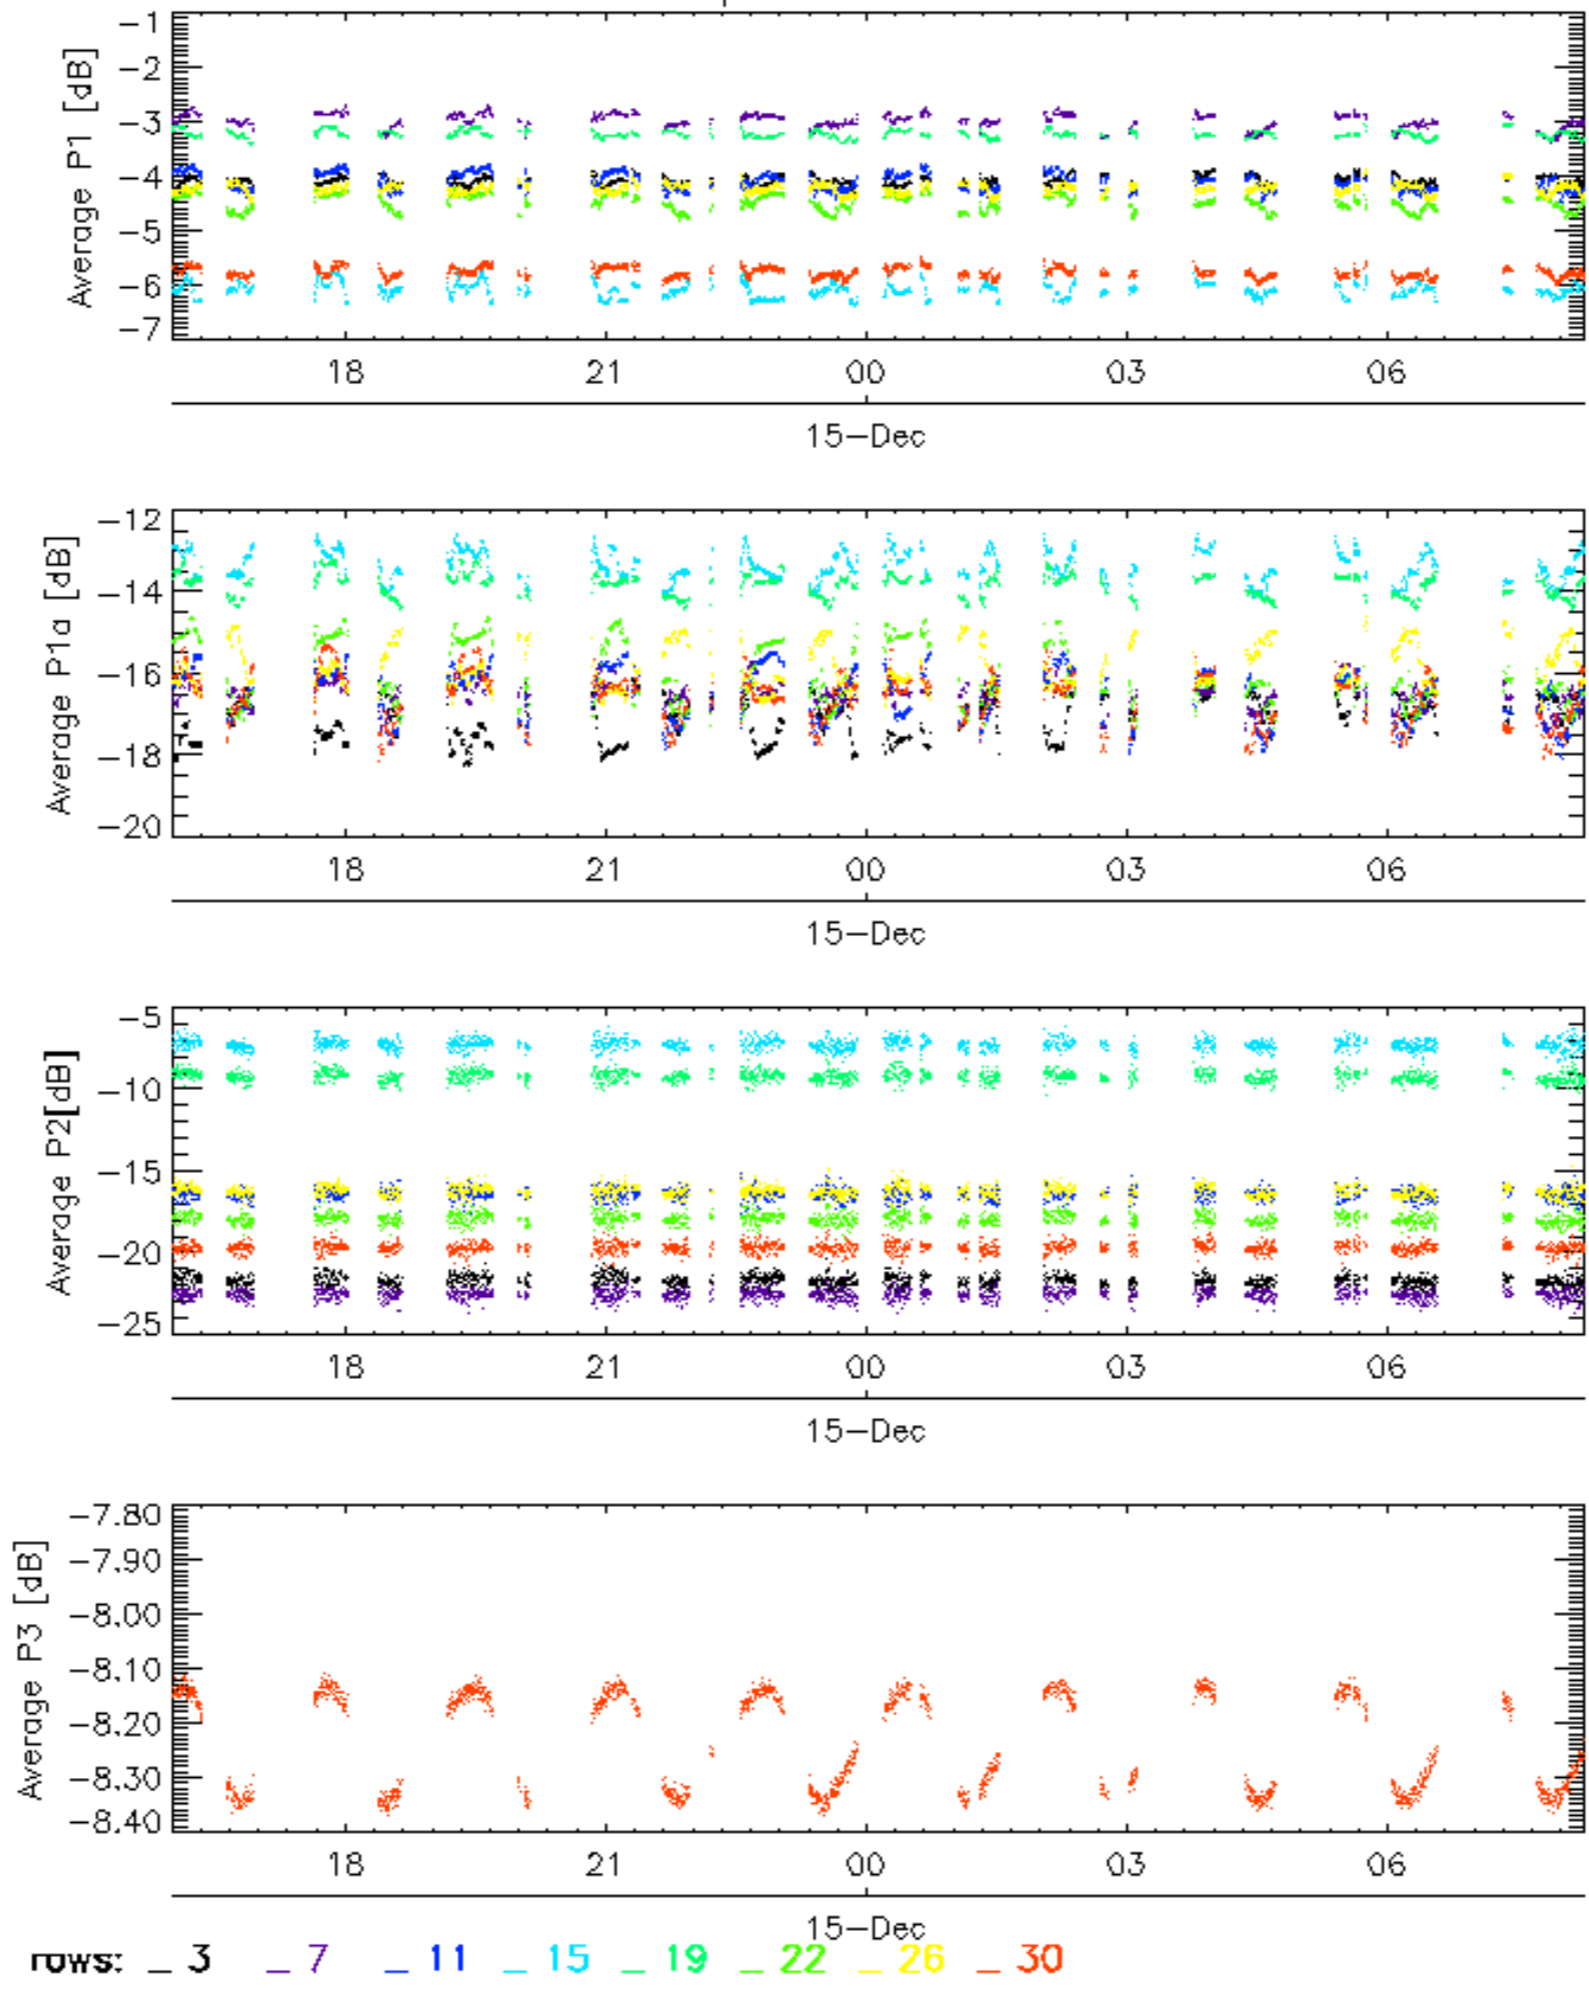 Average P1 [dB]
−1
−2
−3
−4
−5
−6
−7
18 21 00 03 06
15−Dec
Average P1a [dB]
−12
−14
−16
−18
−20
18 21 00 03 06
15−Dec
Average P2[dB]
−5
−10
−15
−20
−25
18 21 00 03 06
15−Dec
Average P3 [dB]
−7.80
−7.90
−8.00
−8.10
−8.20
−8.30
−8.40
18 21 00 03 06
15−Dec
rows: _ 3 _ 7 _ 11 _ 15 _ 19 _ 22 _ 26 _ 30